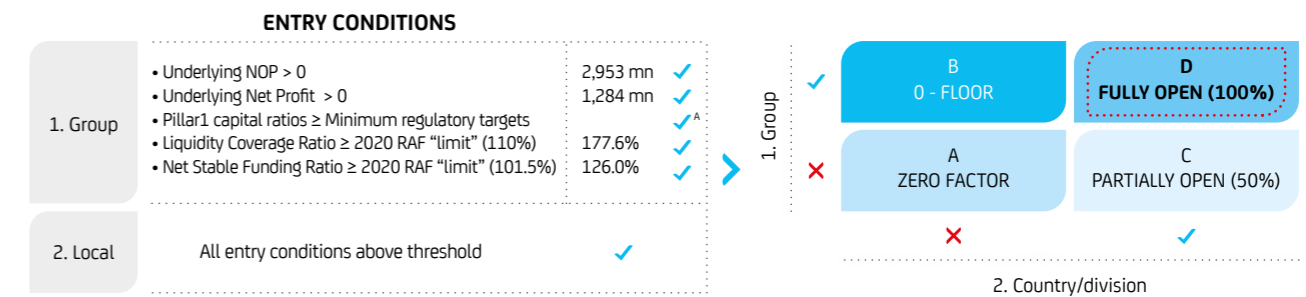 ENTRY CONDITIONS
1. Group
• Underlying NOP > 0 2,953 mn ✓
• Underlying Net Profit > 0 1,284 mn ✓
• Pillar1 capital ratios ≥ Minimum regulatory targets ✓ A
• Liquidity Coverage Ratio ≥ 2020 RAF “limit” (110%) 177.6% ✓
• Net Stable Funding Ratio ≥ 2020 RAF “limit” (101.5%) 126.0% ✓
2. Local
All entry conditions above threshold ✓
1. Group
B
0 - FLOOR
D
FULLY OPEN (100%)
A
ZERO FACTOR
C
PARTIALLY OPEN (50%)
2. Country/division